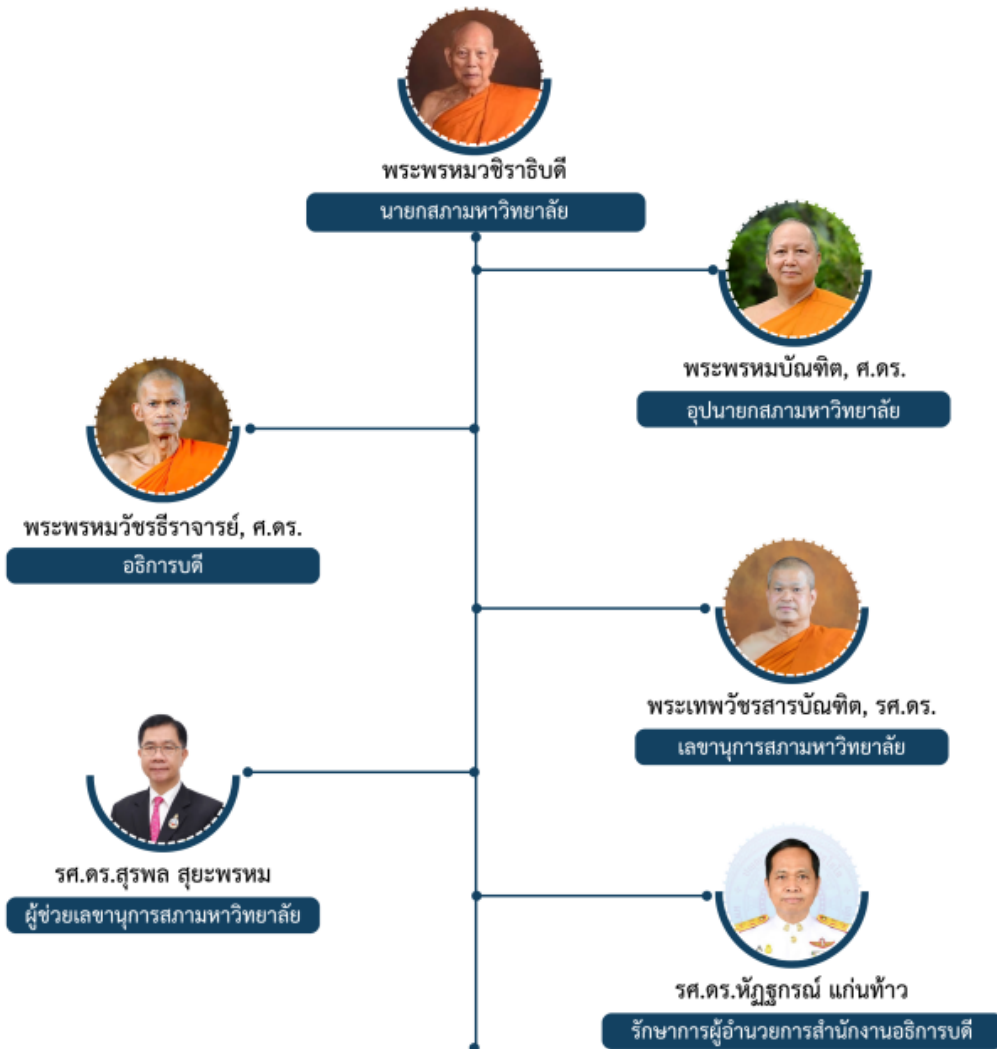 พระพรหมวชิราธิบดี
นายกสภามหาวิทยาลัย
พระพรหมบัณฑิต, ศ.ดร.
อุปนายกสภามหาวิทยาลัย
พระพรหมวัชรธีราจารย์, ศ.ดร.
อธิการบดี
พระเทพวัชรสารบัณฑิต, รศ.ดร.
เลขานุการสภามหาวิทยาลัย
รศ.ดร.สุรพล สุยะพรหม
ผู้ช่วยเลขานุการสภามหาวิทยาลัย
รศ.ดร.หัฏฐกรณ์ แก่นท้าว
รักษาการผู้อำนวยการสำนักงานอธิการบดี